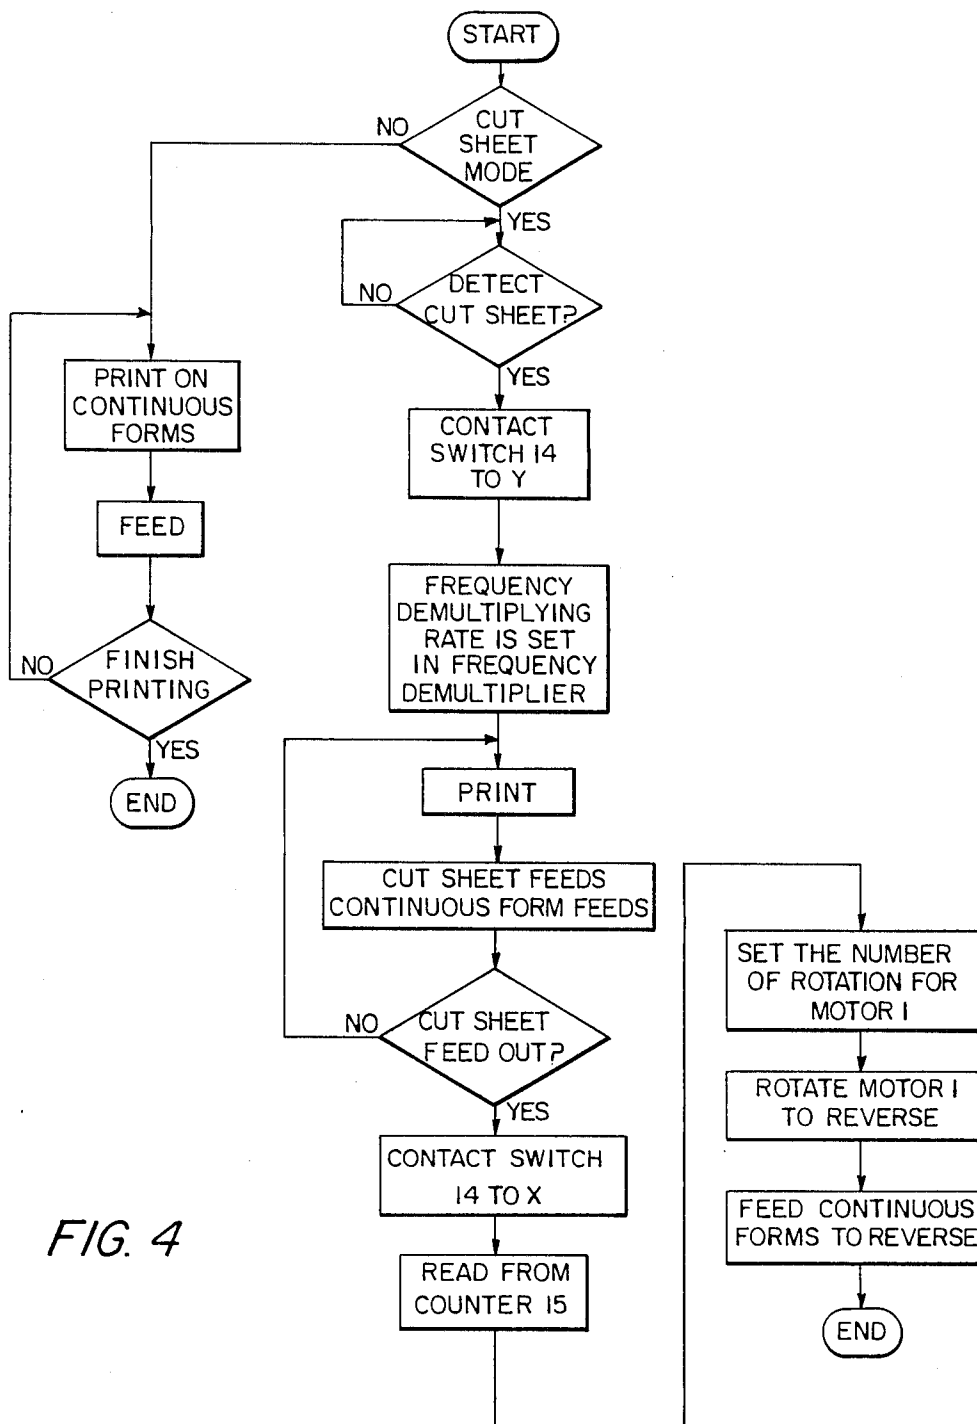 START
CUT
SHEET
MODE
NO
YES
DETECT
CUT SHEET?
NO
YES
PRINT ON
CONTINUOUS
FORMS
FEED
FINISH
PRINTING
NO
YES
END
CONTACT
SWITCH 14
TO Y
FREQUENCY
DEMULTIPLYING
RATE IS SET
IN FREQUENCY
DEMULTIPLIER
PRINT
CUT SHEET FEEDS
CONTINUOUS FORM FEEDS
CUT SHEET
FEED OUT?
NO
YES
CONTACT SWITCH
14 TO X
READ FROM
COUNTER 15
SET THE NUMBER
OF ROTATION FOR
MOTOR 1
ROTATE MOTOR 1
TO REVERSE
FEED CONTINUOUS
FORMS TO REVERSE
END
FIG. 4